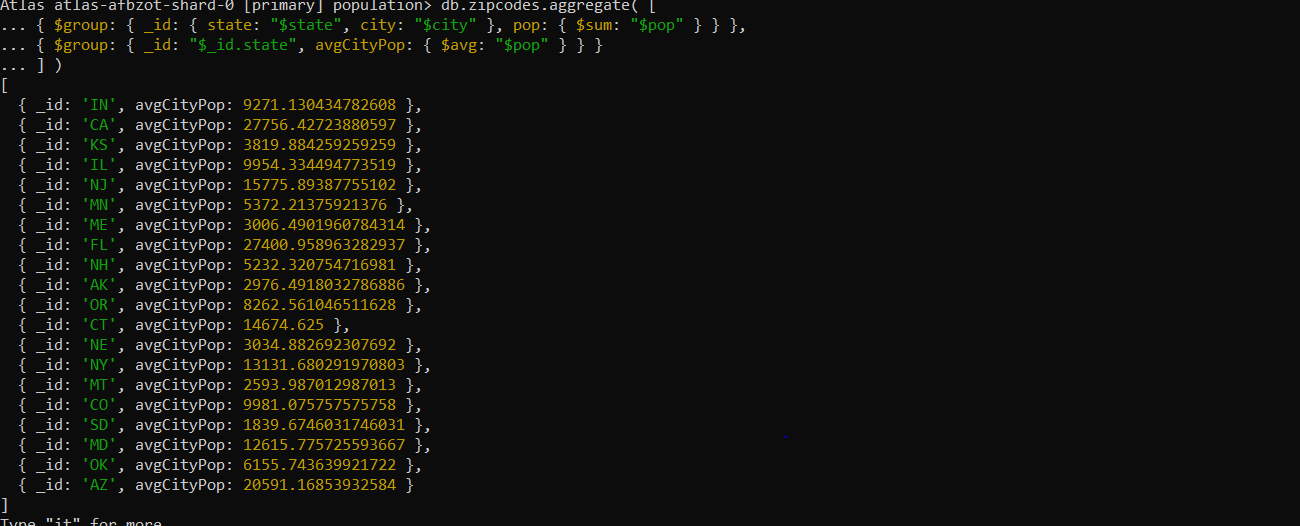 Atlas atlas-afbzot-shard-0 [primary] population> db.zipcodes.aggregate( [
... { $group: { _id: { state: "$state", city: "$city" }, pop: { $sum: "$pop" } } },
... { $group: { _id: "$_id.state", avgCityPop: { $avg: "$pop" } } }
... ] )
[
  { _id: 'IN', avgCityPop: 9271.130434782608 },
  { _id: 'CA', avgCityPop: 27756.42723880597 },
  { _id: 'KS', avgCityPop: 3819.884259259259 },
  { _id: 'IL', avgCityPop: 9954.334494773519 },
  { _id: 'NJ', avgCityPop: 15775.89387755102 },
  { _id: 'MN', avgCityPop: 5372.21375921376 },
  { _id: 'ME', avgCityPop: 3006.4901960784314 },
  { _id: 'FL', avgCityPop: 27400.958963282937 },
  { _id: 'NH', avgCityPop: 5232.320754716981 },
  { _id: 'AK', avgCityPop: 2976.4918032786886 },
  { _id: 'OR', avgCityPop: 8262.561046511628 },
  { _id: 'CT', avgCityPop: 14674.625 },
  { _id: 'NE', avgCityPop: 3034.882692307692 },
  { _id: 'NY', avgCityPop: 13131.680291970803 },
  { _id: 'MT', avgCityPop: 2593.987012987013 },
  { _id: 'CO', avgCityPop: 9981.075757575758 },
  { _id: 'SD', avgCityPop: 1839.6746031746031 },
  { _id: 'MD', avgCityPop: 12615.775725593667 },
  { _id: 'OK', avgCityPop: 6155.743639921722 },
  { _id: 'AZ', avgCityPop: 20591.16853932584 }
]
Type "it" for more